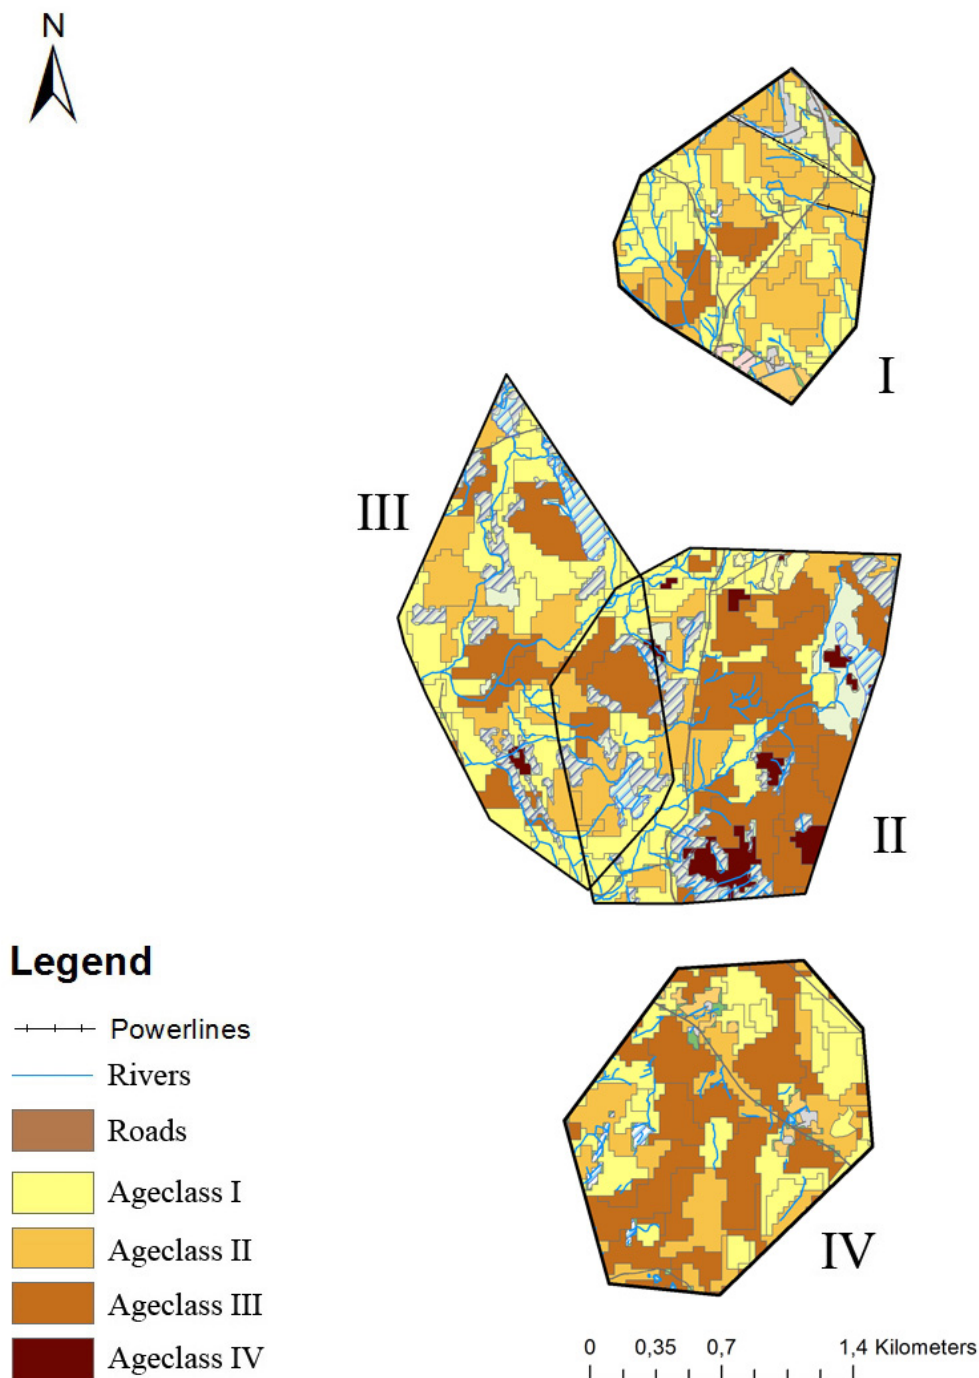 N
I
III
II
Legend
Powerlines
Rivers
Roads
Ageclass I
Ageclass II
Ageclass III
Ageclass IV
IV
0 0,35 0,7 1,4 Kilometers